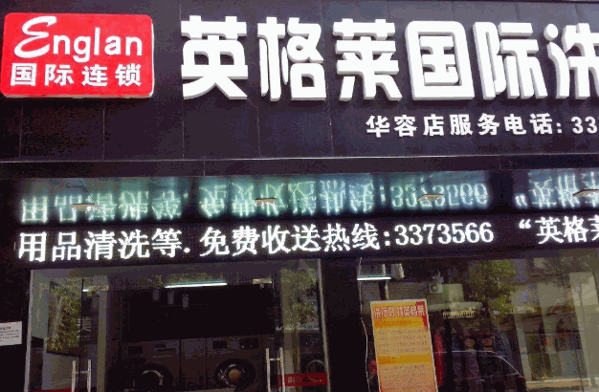 Englan
国际连锁
英格莱国际洗
华容店服务电话: 33
用品清洗等.免费收送热线:3373566 “英格莱